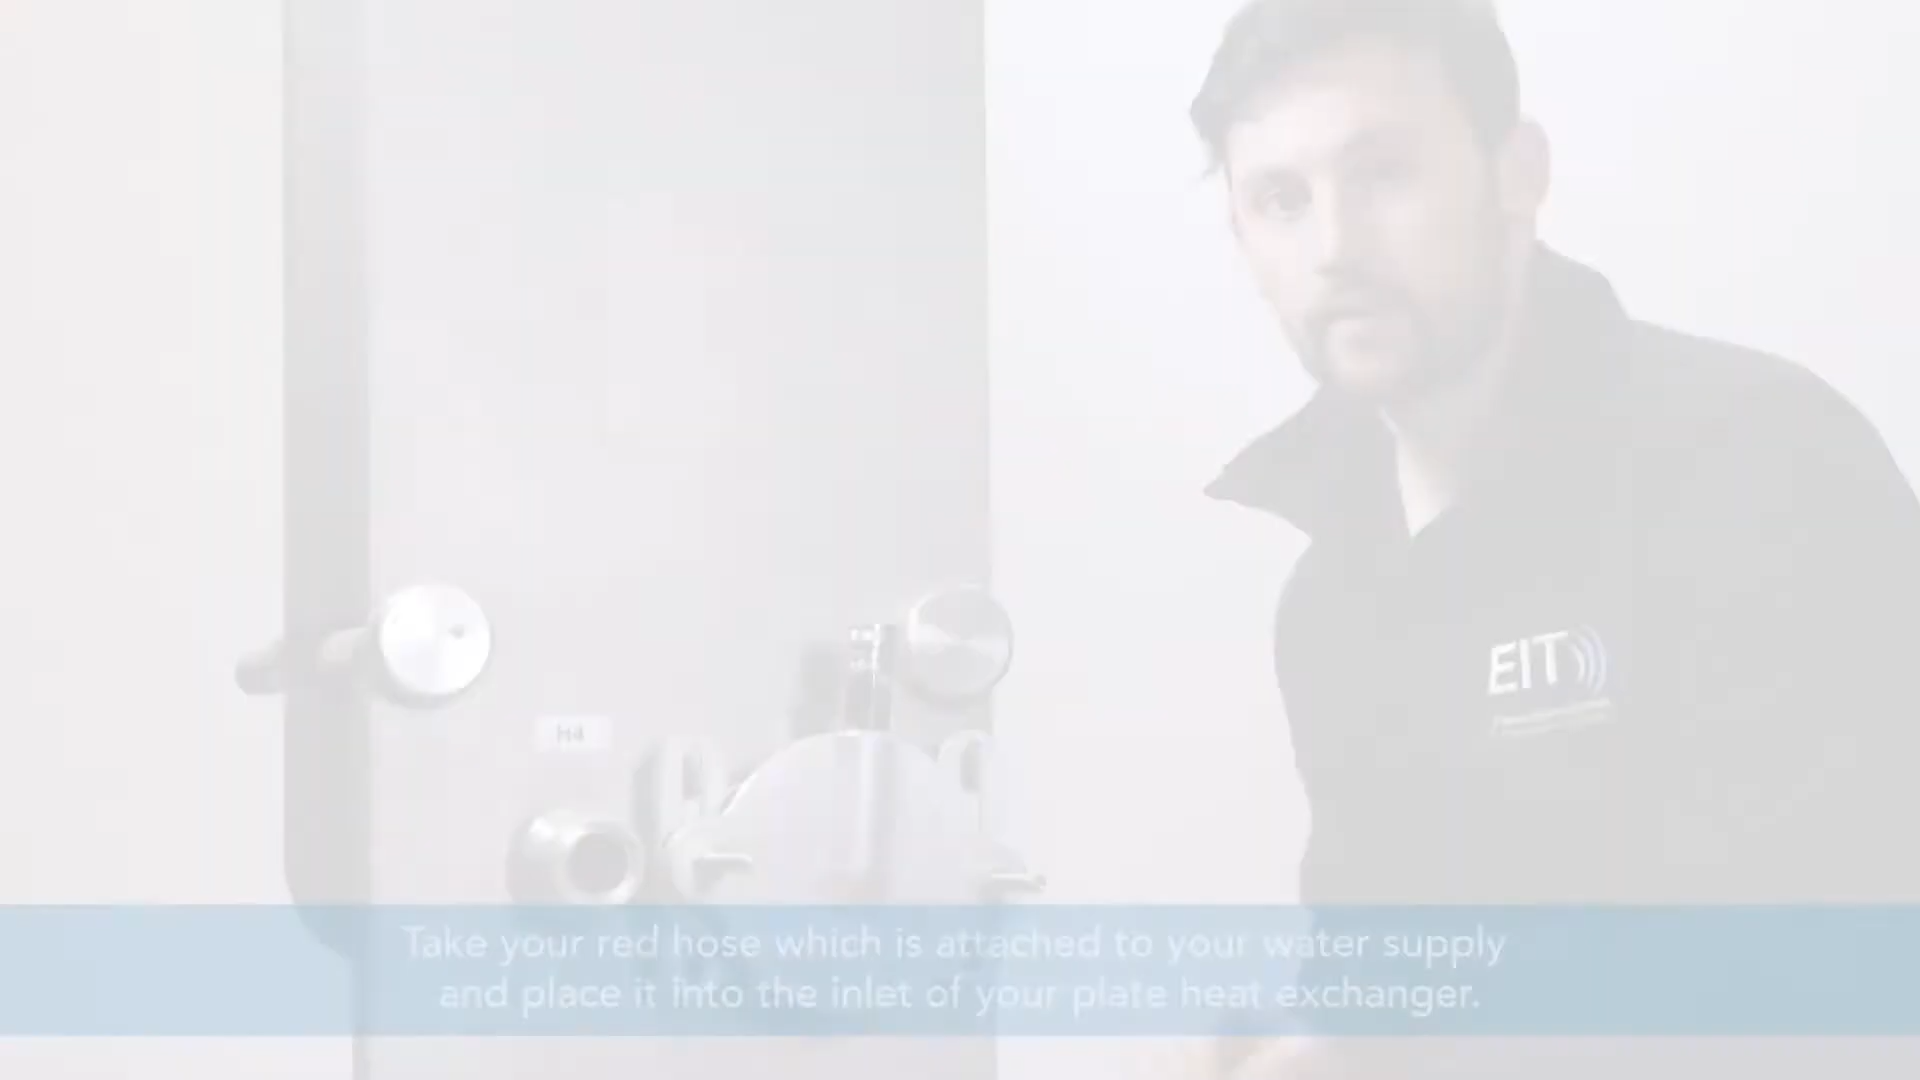 H4
EIT
Take your red hose which is attached to your water supply
and place it into the inlet of your plate heat exchanger.